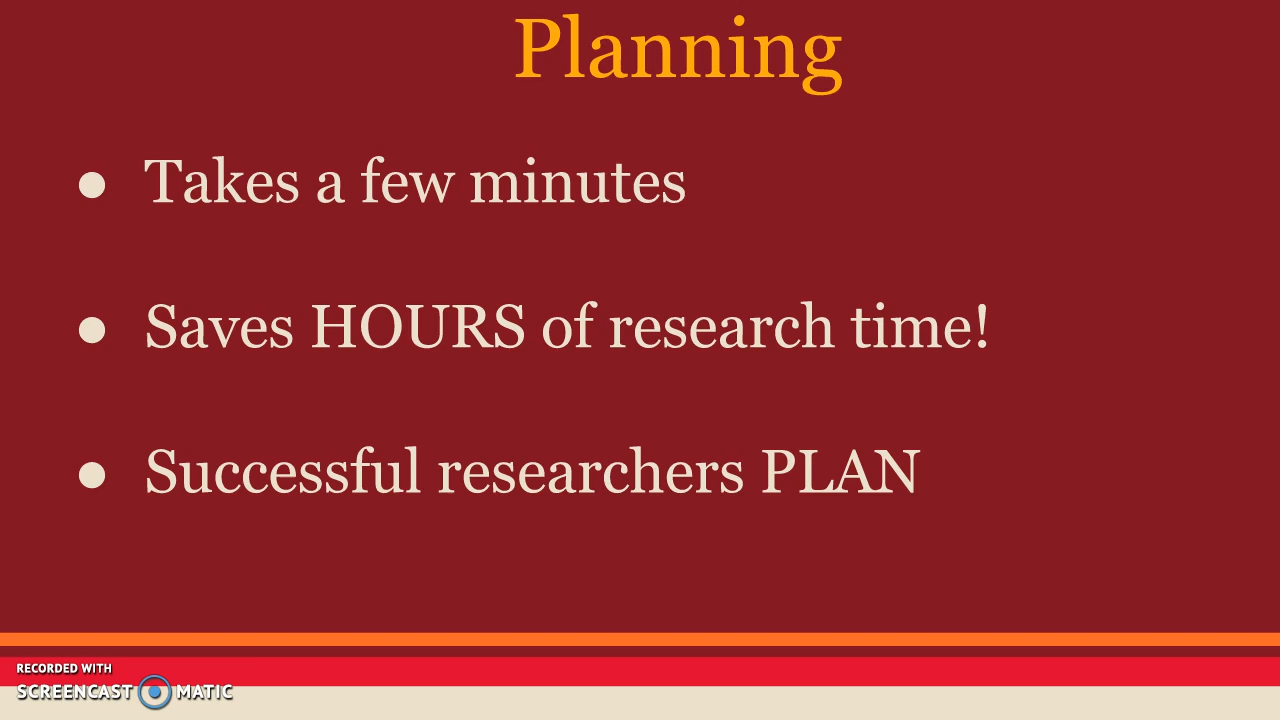 Planning
● Takes a few minutes
● Saves HOURS of research time!
● Successful researchers PLAN
RECORDED WITH
SCREENCAST MATIC